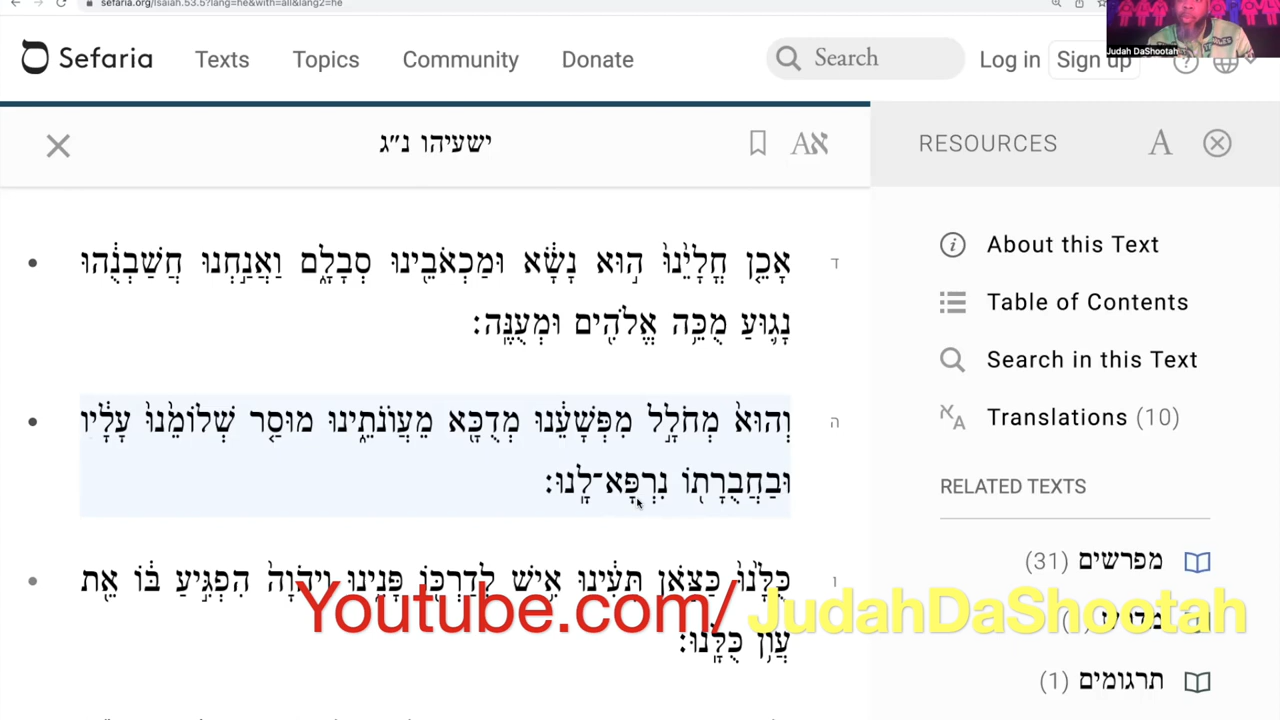 sefaria.org/Isaiah.53.5?lang=he&with=all&lang2=he
Judah DaShootah
Sefaria Texts Topics Community Donate Search Log in Sign up
ישעיהו נ״ג
RESOURCES A
ד אָכֵ֤ן חֳלָיֵ֙נוּ֙ ה֣וּא נָשָׂ֔א וּמַכְאֹבֵ֖ינוּ סְבָלָ֑ם וַאֲנַ֣חְנוּ חֲשַׁבְנֻ֔הוּ
נָג֛וּעַ מֻכֵּ֥ה אֱלֹהִ֖ים וּמְעֻנֶּֽה׃
ה וְהוּא֙ מְחֹלָ֣ל מִפְּשָׁעֵ֔נוּ מְדֻכָּ֖א מֵעֲוֺנֹתֵ֑ינוּ מוּסַ֤ר שְׁלוֹמֵ֙נוּ֙ עָלָ֔יו
וּבַחֲבֻרָת֖וֹ נִרְפָּא־לָֽנוּ׃
ו כֻּלָּ֙נוּ֙ כַּצֹּ֣אן תָּעִ֔ינוּ אִ֥ישׁ לְדַרְכּ֖וֹ פָּנִ֑ינוּ וַיהֹוָה֙ הִפְגִּ֣יעַ בּ֔וֹ אֵ֖ת
עֲוֺ֥ן כֻּלָּֽנוּ׃
About this Text
Table of Contents
Search in this Text
Translations (10)
RELATED TEXTS
מפרשים (31)
Youtube.com/JudahDaShootah
תרגומים (1)